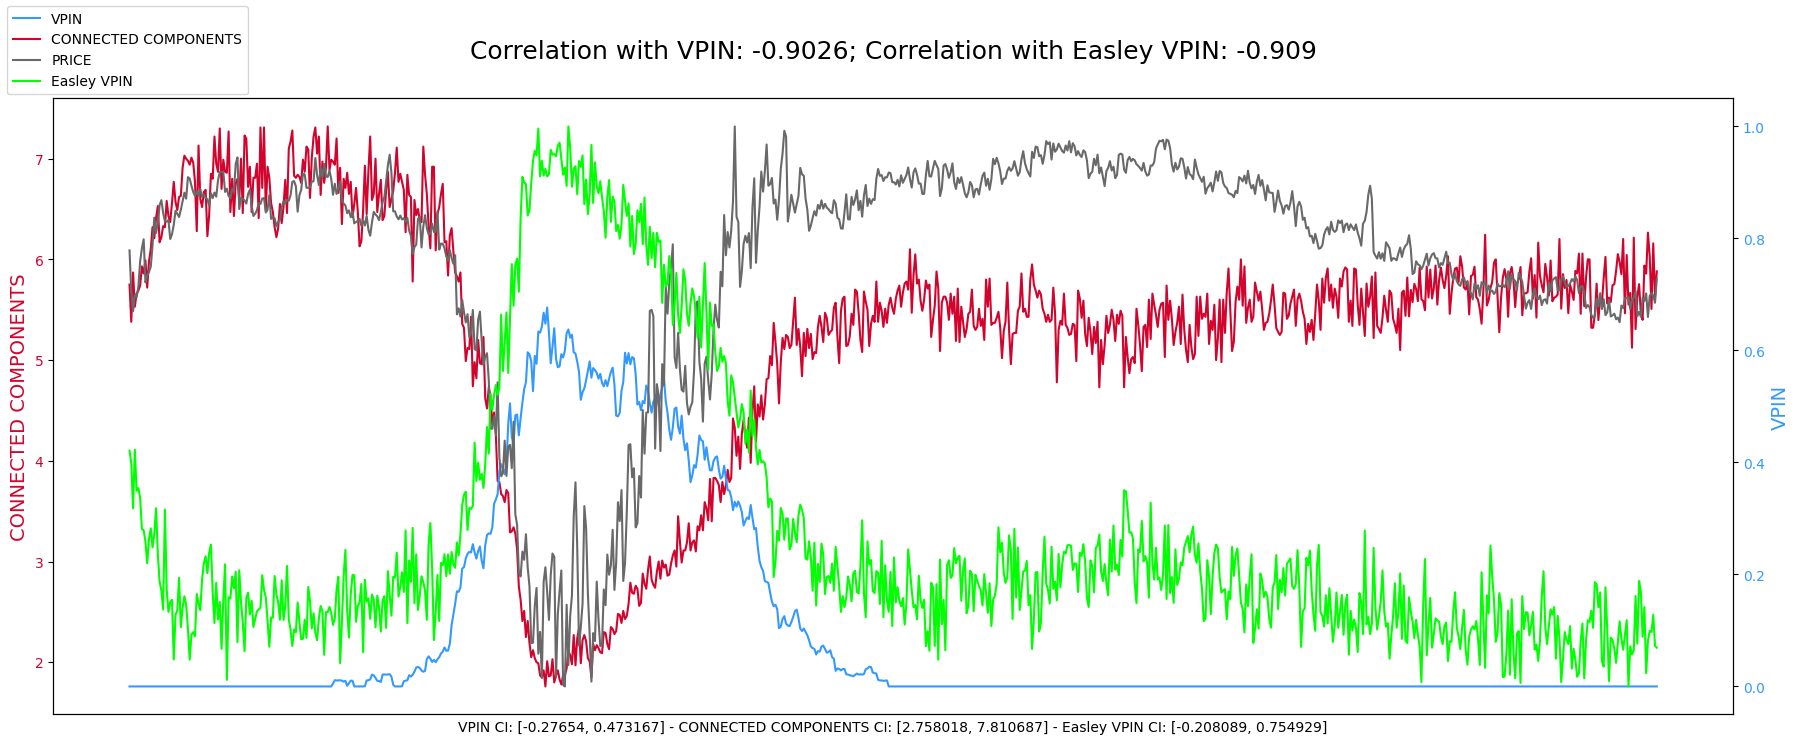 VPIN
CONNECTED COMPONENTS
PRICE
Easley VPIN
Correlation with VPIN: -0.9026; Correlation with Easley VPIN: -0.909
CONNECTED COMPONENTS
7
6
5
4
3
2
1.0
0.8
0.6
0.4
0.2
0.0
VPIN
VPIN CI: [-0.27654, 0.473167] - CONNECTED COMPONENTS CI: [2.758018, 7.810687] - Easley VPIN CI: [-0.208089, 0.754929]